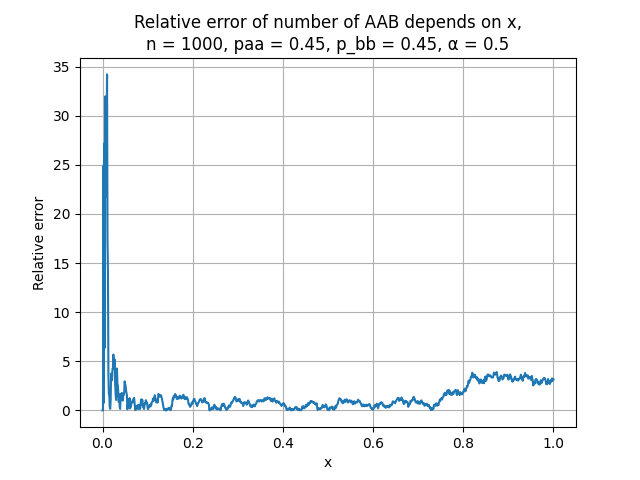 Relative error of number of AAB depends on x,
n = 1000, paa = 0.45, p_bb = 0.45, α = 0.5
35
30
25
20
15
10
5
0
Relative error
0.0 0.2 0.4 0.6 0.8 1.0
x